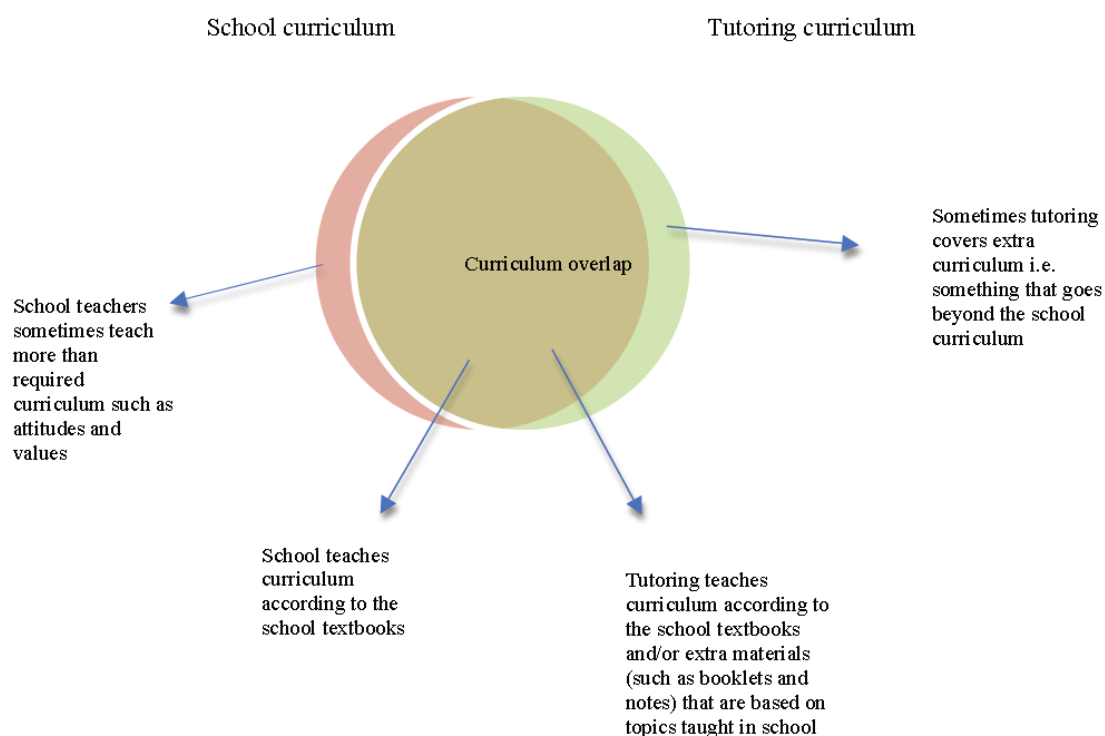 School curriculum
Tutoring curriculum
Curriculum overlap
Sometimes tutoring
covers extra
curriculum i.e.
something that goes
beyond the school
curriculum
School teachers
sometimes teach
more than
required
curriculum such as
attitudes and
values
School teaches
curriculum
according to the
school textbooks
Tutoring teaches
curriculum according to
the school textbooks
and/or extra materials
(such as booklets and
notes) that are based on
topics taught in school